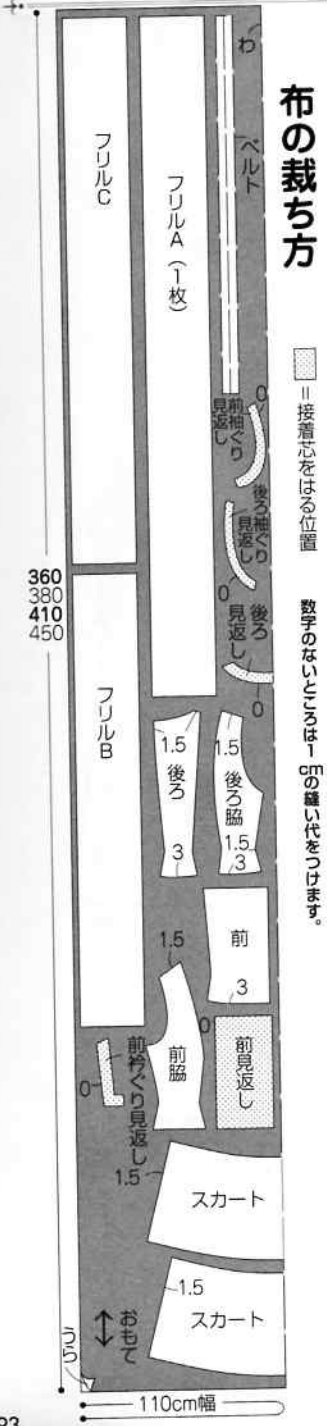 布の裁ち方
＝接着芯をはる位置
数字のないところは1cmの縫い代をつけます。
わ
ベルト
フリルC
フリルA（1枚）
0
前袖ぐり
見返し
後ろ袖ぐり
見返し
0
後ろ
見返し
0
360
380
410
450
フリルB
1.5
後ろ
3
1.5
後ろ脇
1.5
3
前
3
1.5
前脇
0
前見返し
0
前衿ぐり見返し
1.5
スカート
1.5
スカート
おもて
うら
110cm幅
93